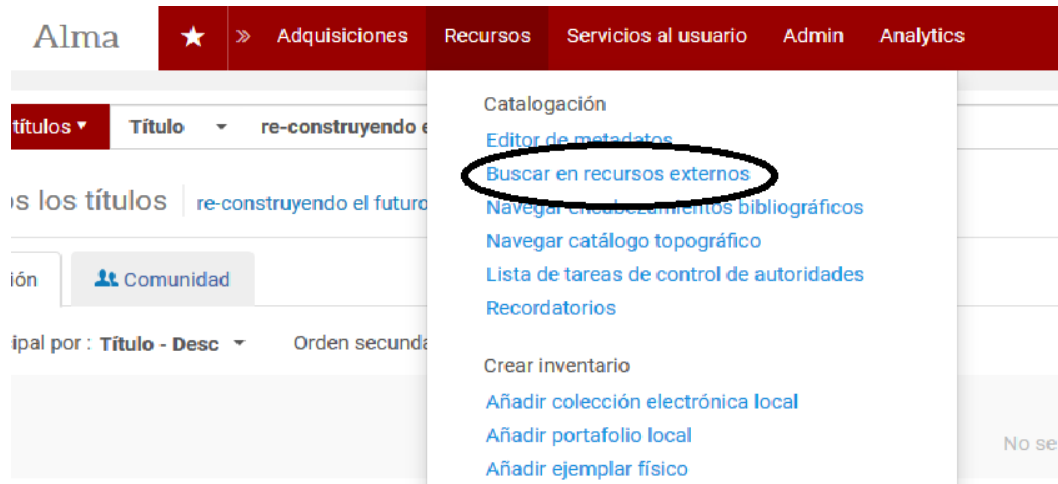 Alma ★ » Adquisiciones Recursos Servicios al usuario Admin Analytics
títulos ▾ Título re-construyendo e
Catalogación
Editor de metadatos
Buscar en recursos externos
os los títulos re-construyendo el futuro
Navegar encabezamientos bibliográficos
Navegar catálogo topográfico
ión Comunidad
Lista de tareas de control de autoridades
Recordatorios
ipal por : Título - Desc Orden secunda
Crear inventario
Añadir colección electrónica local
Añadir portafolio local
No se
Añadir ejemplar físico